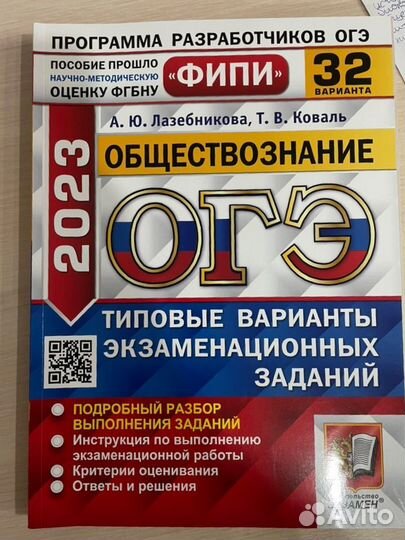 ПРОГРАММА РАЗРАБОТЧИКОВ ОГЭ
ПОСОБИЕ ПРОШЛО
НАУЧНО-МЕТОДИЧЕСКУЮ
ОЦЕНКУ ФГБНУ
«ФИПИ»
32
ВАРИАНТА
А. Ю. Лазебникова, Т. В. Коваль
2023
ОБЩЕСТВОЗНАНИЕ
ОГЭ
ТИПОВЫЕ ВАРИАНТЫ
ЭКЗАМЕНАЦИОННЫХ
ЗАДАНИЙ
• ПОДРОБНЫЙ РАЗБОР
ВЫПОЛНЕНИЯ ЗАДАНИЙ
• Инструкция по выполнению
экзаменационной работы
• Критерии оценивания
• Ответы и решения
Avito